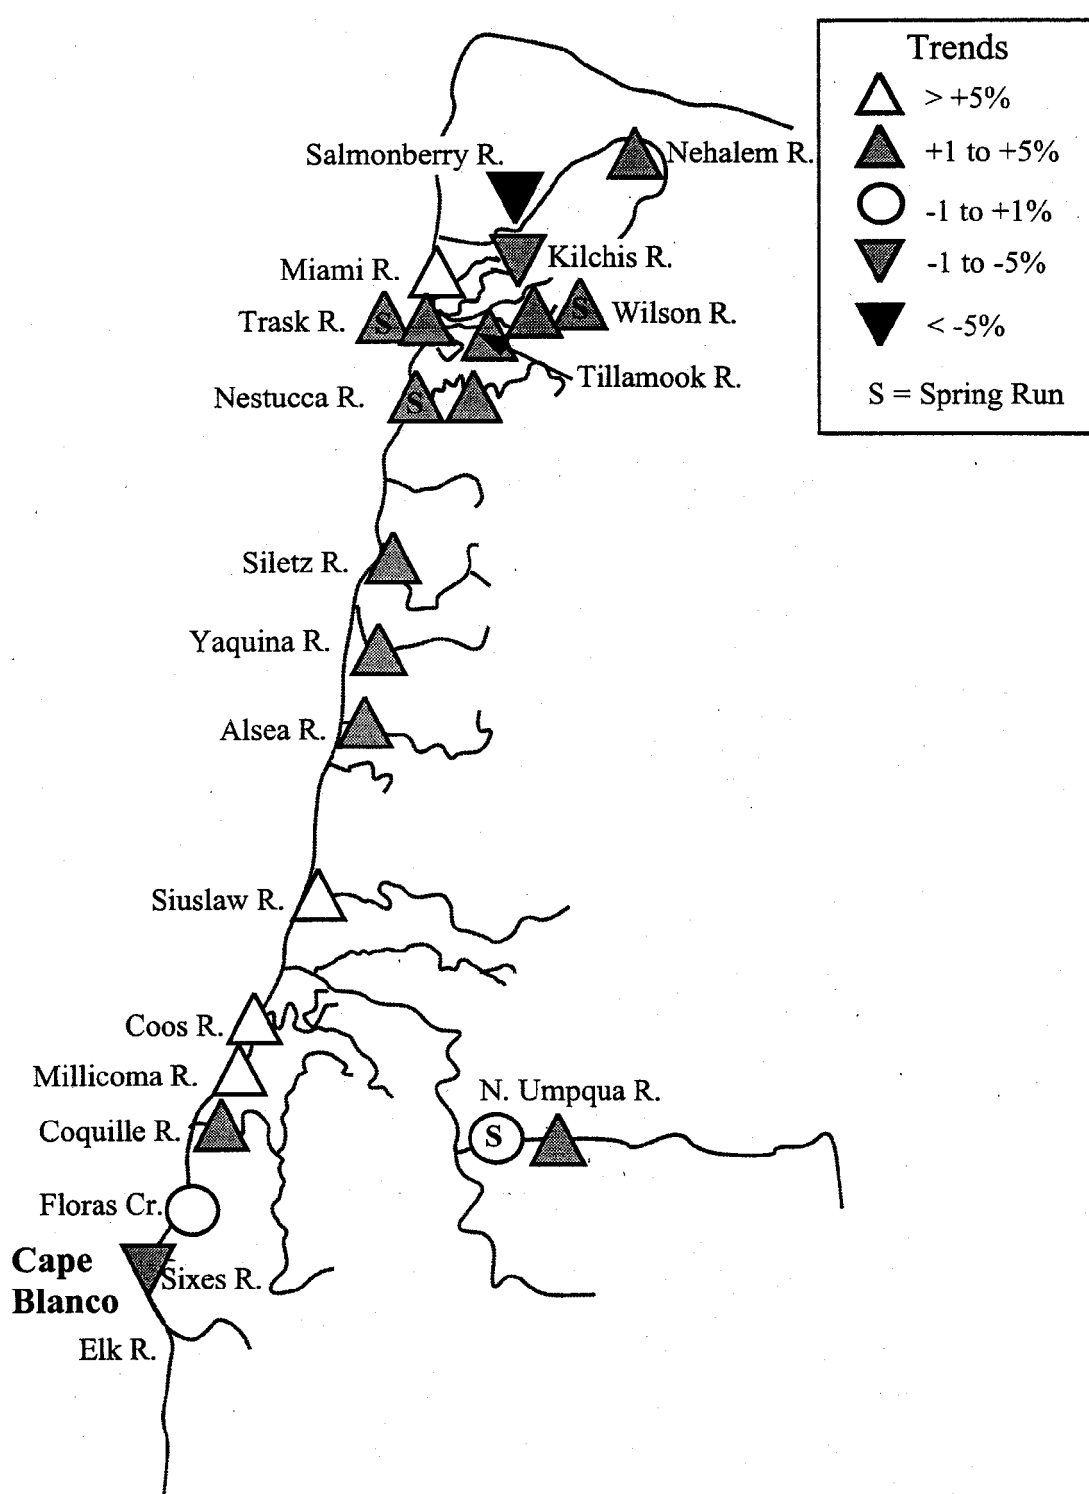 Trends
> +5%
+1 to +5%
-1 to +1%
-1 to -5%
< -5%
S = Spring Run
Salmonberry R.
Nehalem R.
Miami R.
Kilchis R.
Trask R.
S
S
Wilson R.
Tillamook R.
Nestucca R.
S
Siletz R.
Yaquina R.
Alsea R.
Siuslaw R.
Coos R.
Millicoma R.
N. Umpqua R.
S
Coquille R.
Floras Cr.
Cape
Blanco
Sixes R.
Elk R.